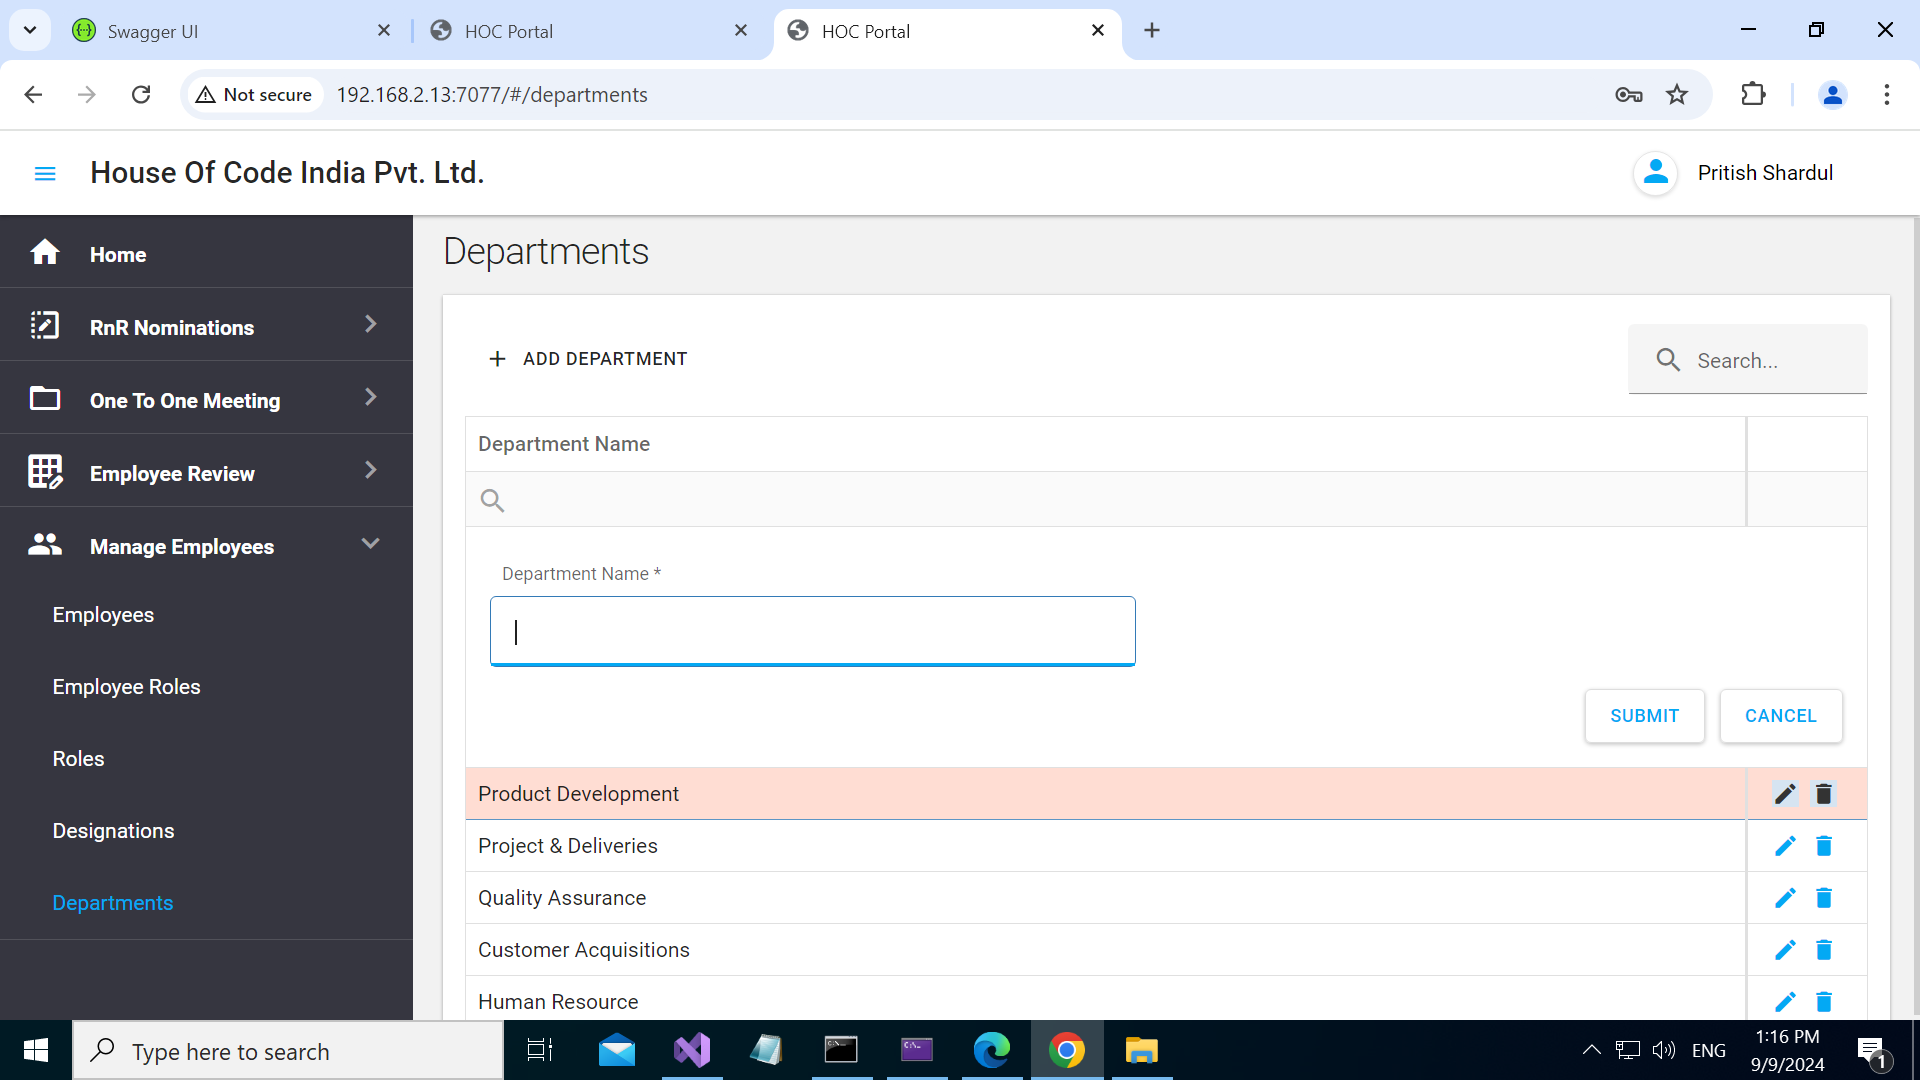 Swagger UI
HOC Portal
HOC Portal
Not secure
192.168.2.13:7077/#/departments
House Of Code India Pvt. Ltd.
Pritish Shardul
Home
RnR Nominations
One To One Meeting
Employee Review
Manage Employees
Employees
Employee Roles
Roles
Designations
Departments
Departments
ADD DEPARTMENT
Search...
Department Name
Department Name *
SUBMIT
CANCEL
Product Development
Project & Deliveries
Quality Assurance
Customer Acquisitions
Human Resource
Type here to search
ENG
1:16 PM
9/9/2024
1